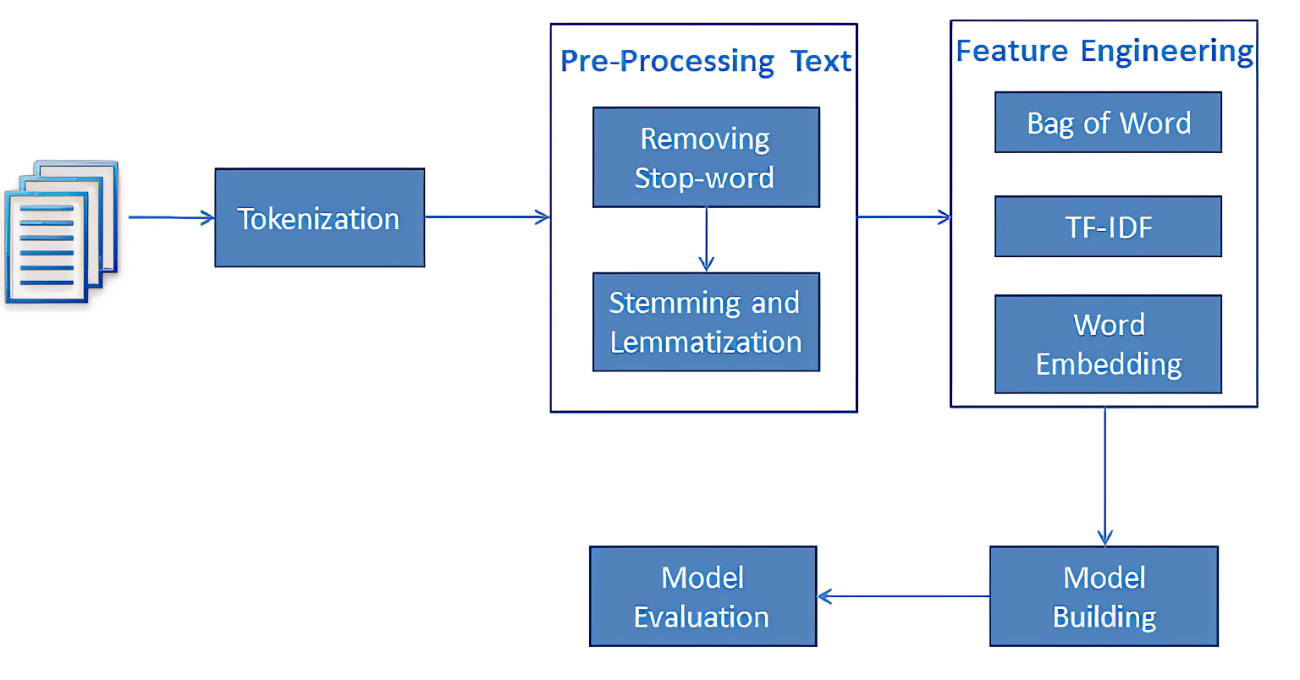 Tokenization
Pre-Processing Text
Removing
Stop-word
Stemming and
Lemmatization
Feature Engineering
Bag of Word
TF-IDF
Word
Embedding
Model
Building
Model
Evaluation